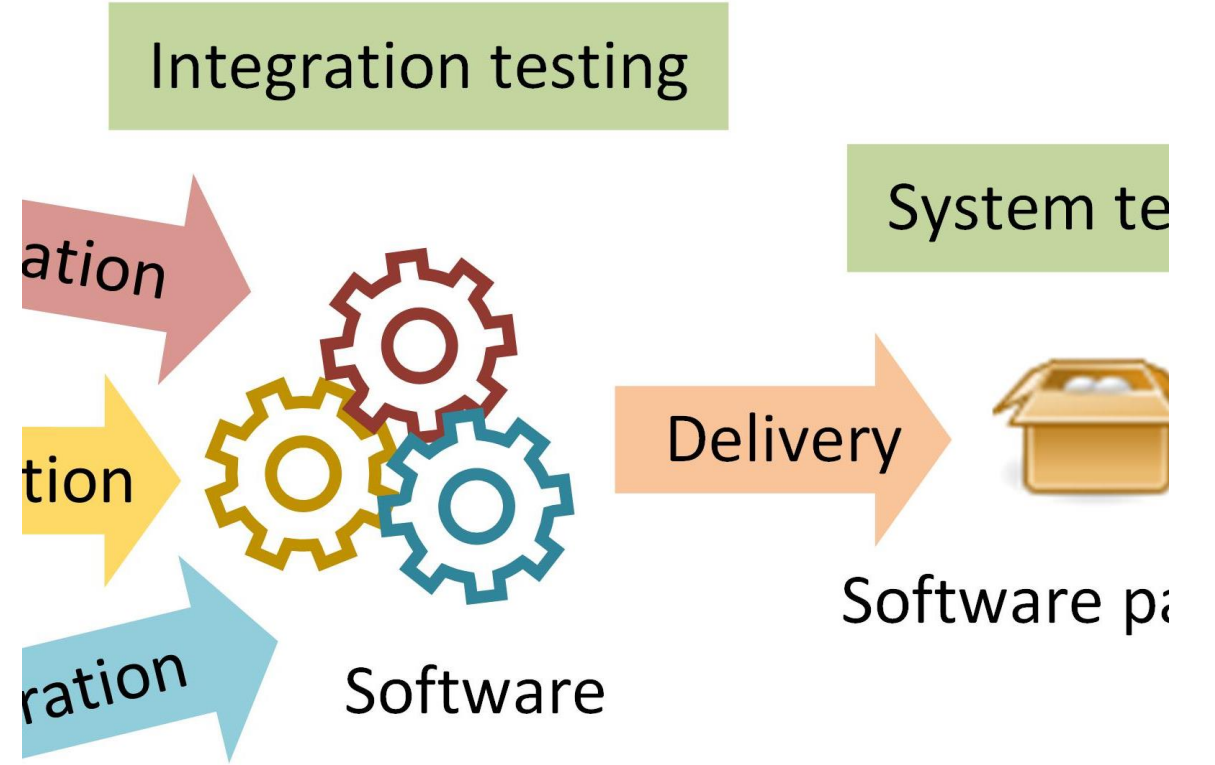 Integration testing
System te
ation
tion
Delivery
Software pa
ration
Software